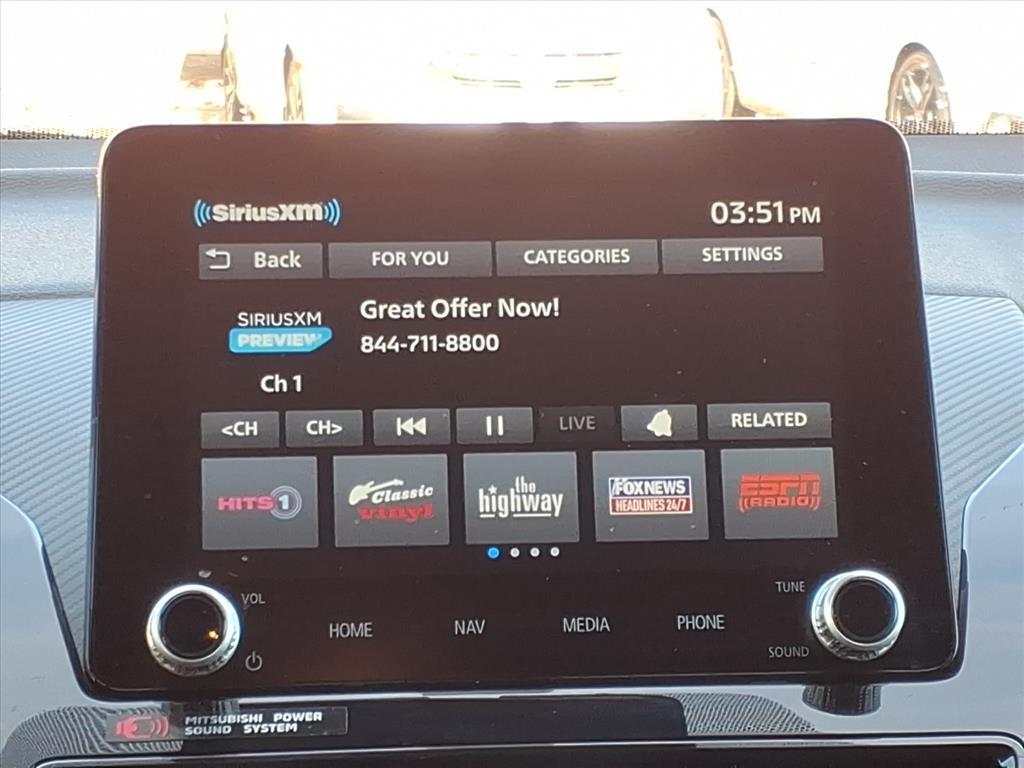 SiriusXM
03:51 PM
Back
FOR YOU
CATEGORIES
SETTINGS
SIRIUSXM
PREVIEW
Great Offer Now!
844-711-8800
Ch 1
<CH
CH>
LIVE
RELATED
HITS 1
Classic
vinyl
the
highway
FOX NEWS
HEADLINES 24/7
ESPN
RADIO
VOL
HOME
NAV
MEDIA
PHONE
TUNE
SOUND
MITSUBISHI POWER
SOUND SYSTEM